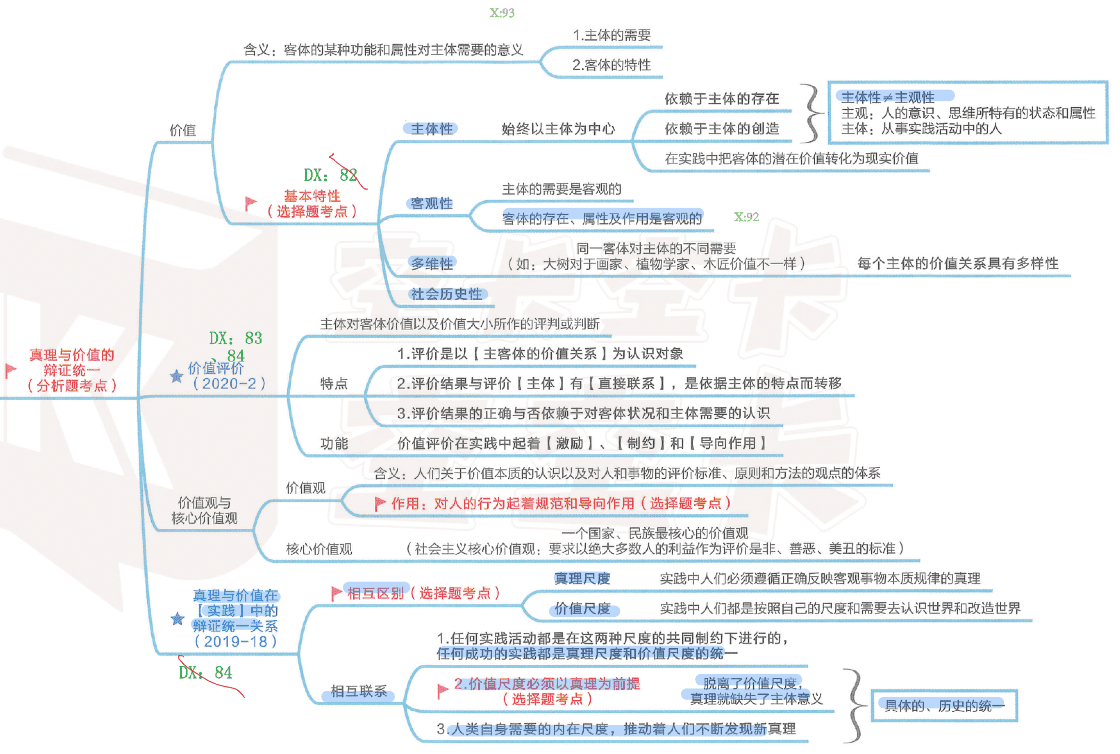 X:93
含义：客体的某种功能和属性对主体需要的意义
1.主体的需要
2.客体的特性
价值
DX: 82
基本特性
（选择题考点）
主体性
始终以主体为中心
依赖于主体的存在
依赖于主体的创造
在实践中把客体的潜在价值转化为现实价值
主体性≠主观性
主观：人的意识、思维所特有的状态和属性
主体：从事实践活动中的人
客观性
主体的需要是客观的
客体的存在、属性及作用是客观的
X:92
多维性
同一客体对主体的不同需要
（如：大树对于画家、植物学家、木匠价值不一样）
每个主体的价值关系具有多样性
社会历史性
真理与价值的
辩证统一
（分析题考点）
DX: 83
、84
价值评价
（2020-2）
主体对客体价值以及价值大小所作的评判或判断
特点
1.评价是以【主客体的价值关系】为认识对象
2.评价结果与评价【主体】有【直接联系】，是依据主体的特点而转移
3.评价结果的正确与否依赖于对客体状况和主体需要的认识
功能
价值评价在实践中起着【激励】、【制约】和【导向作用】
价值观与
核心价值观
价值观
含义：人们关于价值本质的认识以及对人和事物的评价标准、原则和方法的观点的体系
作用：对人的行为起着规范和导向作用（选择题考点）
核心价值观
一个国家、民族最核心的价值观
（社会主义核心价值观：要求以绝大多数人的利益作为评价是非、善恶、美丑的标准）
真理与价值在
【实践】中的
辩证统一关系
（2019-18）
DX: 84
相互区别（选择题考点）
真理尺度
实践中人们必须遵循正确反映客观事物本质规律的真理
价值尺度
实践中人们都是按照自己的尺度和需要去认识世界和改造世界
相互联系
1.任何实践活动都是在这两种尺度的共同制约下进行的，
任何成功的实践都是真理尺度和价值尺度的统一
2.价值尺度必须以真理为前提
（选择题考点）
脱离了价值尺度，
真理就缺失了主体意义
3.人类自身需要的内在尺度，推动着人们不断发现新真理
具体的、历史的统一